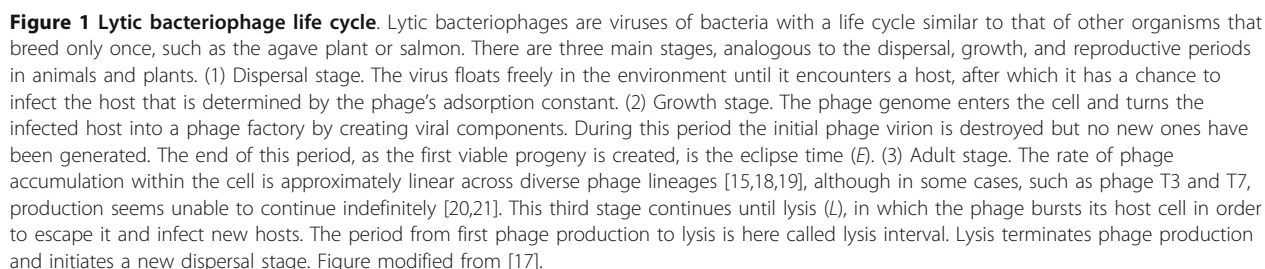 Figure 1 Lytic bacteriophage life cycle. Lytic bacteriophages are viruses of bacteria with a life cycle similar to that of other organisms that
breed only once, such as the agave plant or salmon. There are three main stages, analogous to the dispersal, growth, and reproductive periods
in animals and plants. (1) Dispersal stage. The virus floats freely in the environment until it encounters a host, after which it has a chance to
infect the host that is determined by the phage's adsorption constant. (2) Growth stage. The phage genome enters the cell and turns the
infected host into a phage factory by creating viral components. During this period the initial phage virion is destroyed but no new ones have
been generated. The end of this period, as the first viable progeny is created, is the eclipse time (E). (3) Adult stage. The rate of phage
accumulation within the cell is approximately linear across diverse phage lineages [15,18,19], although in some cases, such as phage T3 and T7,
production seems unable to continue indefinitely [20,21]. This third stage continues until lysis (L), in which the phage bursts its host cell in order
to escape it and infect new hosts. The period from first phage production to lysis is here called lysis interval. Lysis terminates phage production
and initiates a new dispersal stage. Figure modified from [17].